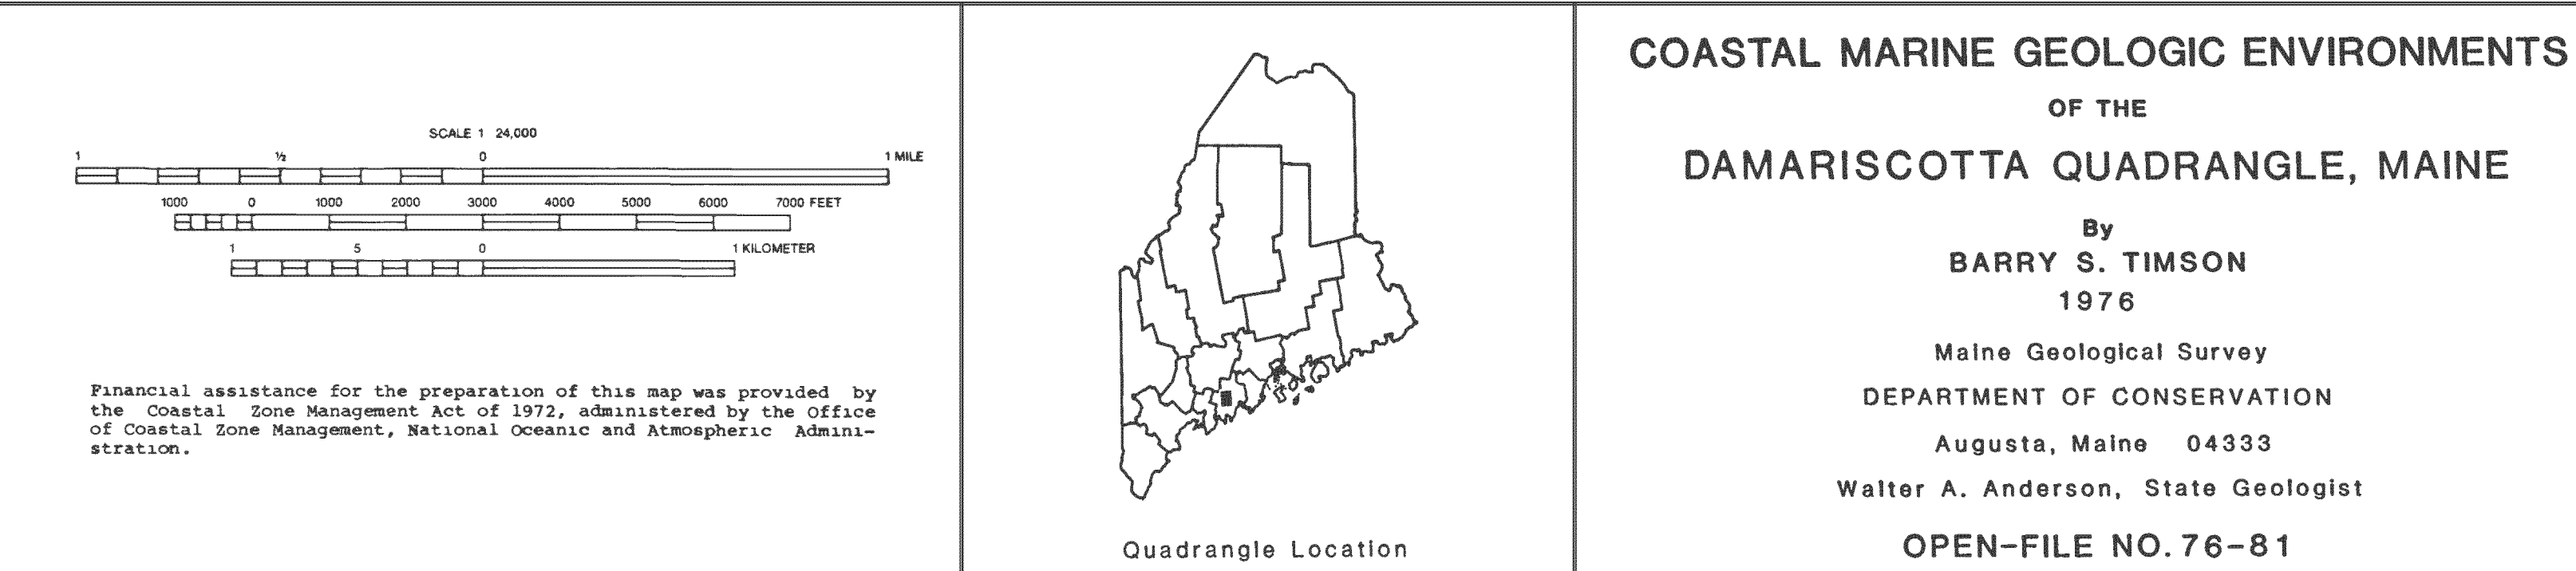 SCALE 1 24,000
1 ½ 0 1 MILE
1000 0 1000 2000 3000 4000 5000 6000 7000 FEET
1 5 0 1 KILOMETER
Financial assistance for the preparation of this map was provided by
the Coastal Zone Management Act of 1972, administered by the Office
of Coastal Zone Management, National Oceanic and Atmospheric Admini-
stration.
Quadrangle Location
COASTAL MARINE GEOLOGIC ENVIRONMENTS
OF THE
DAMARISCOTTA QUADRANGLE, MAINE
By
BARRY S. TIMSON
1976
Maine Geological Survey
DEPARTMENT OF CONSERVATION
Augusta, Maine 04333
Walter A. Anderson, State Geologist
OPEN-FILE NO. 76-81